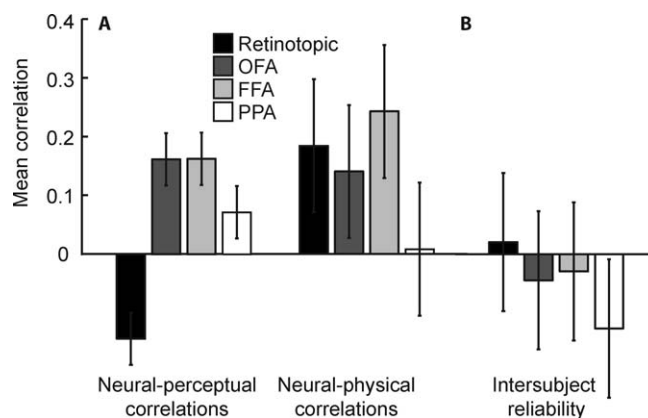 0.4
0.3
0.2
0.1
0
Mean correlation
A
B
Retinotopic
OFA
FFA
PPA
Neural-perceptual
correlations
Neural-physical
correlations
Intersubject
reliability